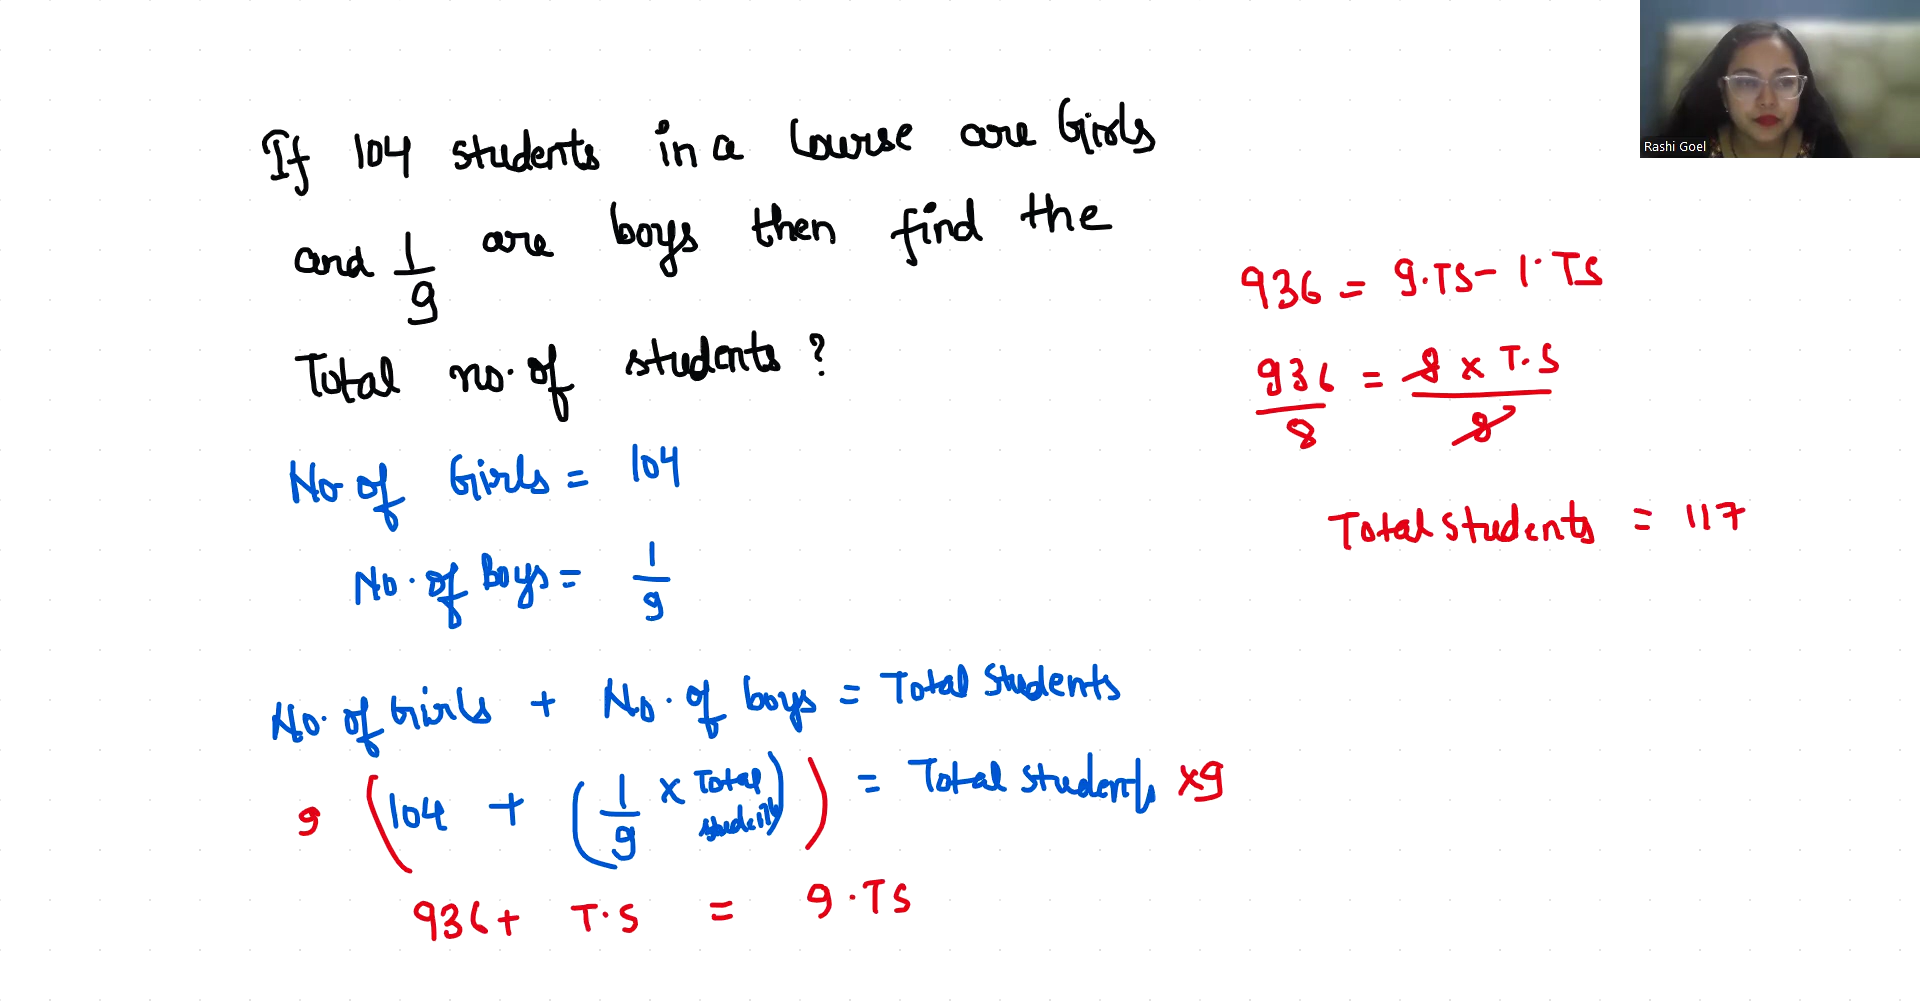 If 104 students in a Course are Girls
and 1/9 are boys then find the
Total no. of students ?
No of Girls = 104
No. of Boys = 1/9
No. of Girls + No. of boys = Total Students
9 (104 + (1/9 x Total students)) = Total students x9
936 + T.S = 9.TS
936 = 9.TS - 1.TS
936/8 = 8 x T.S/8
Total students = 117
Rashi Goel